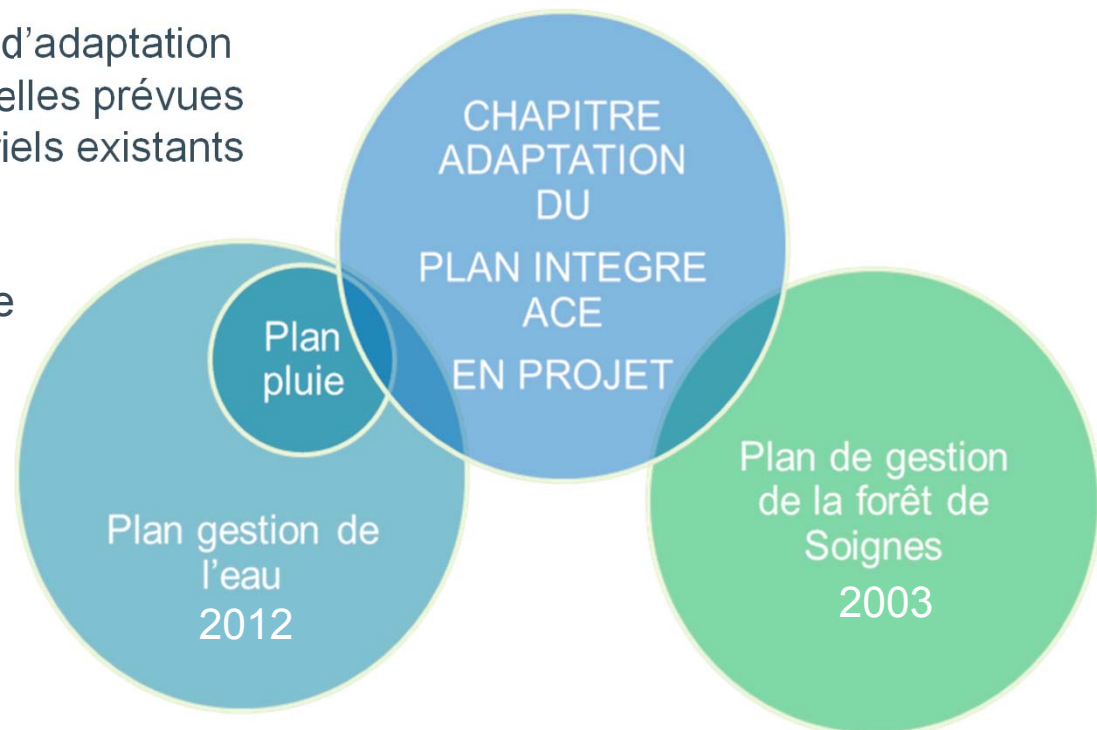 d’adaptation
elles prévues
riels existants
e
CHAPITRE
ADAPTATION
DU
PLAN INTEGRE
ACE
EN PROJET
Plan
pluie
Plan gestion de
l’eau
2012
Plan de gestion
de la forêt de
Soignes
2003